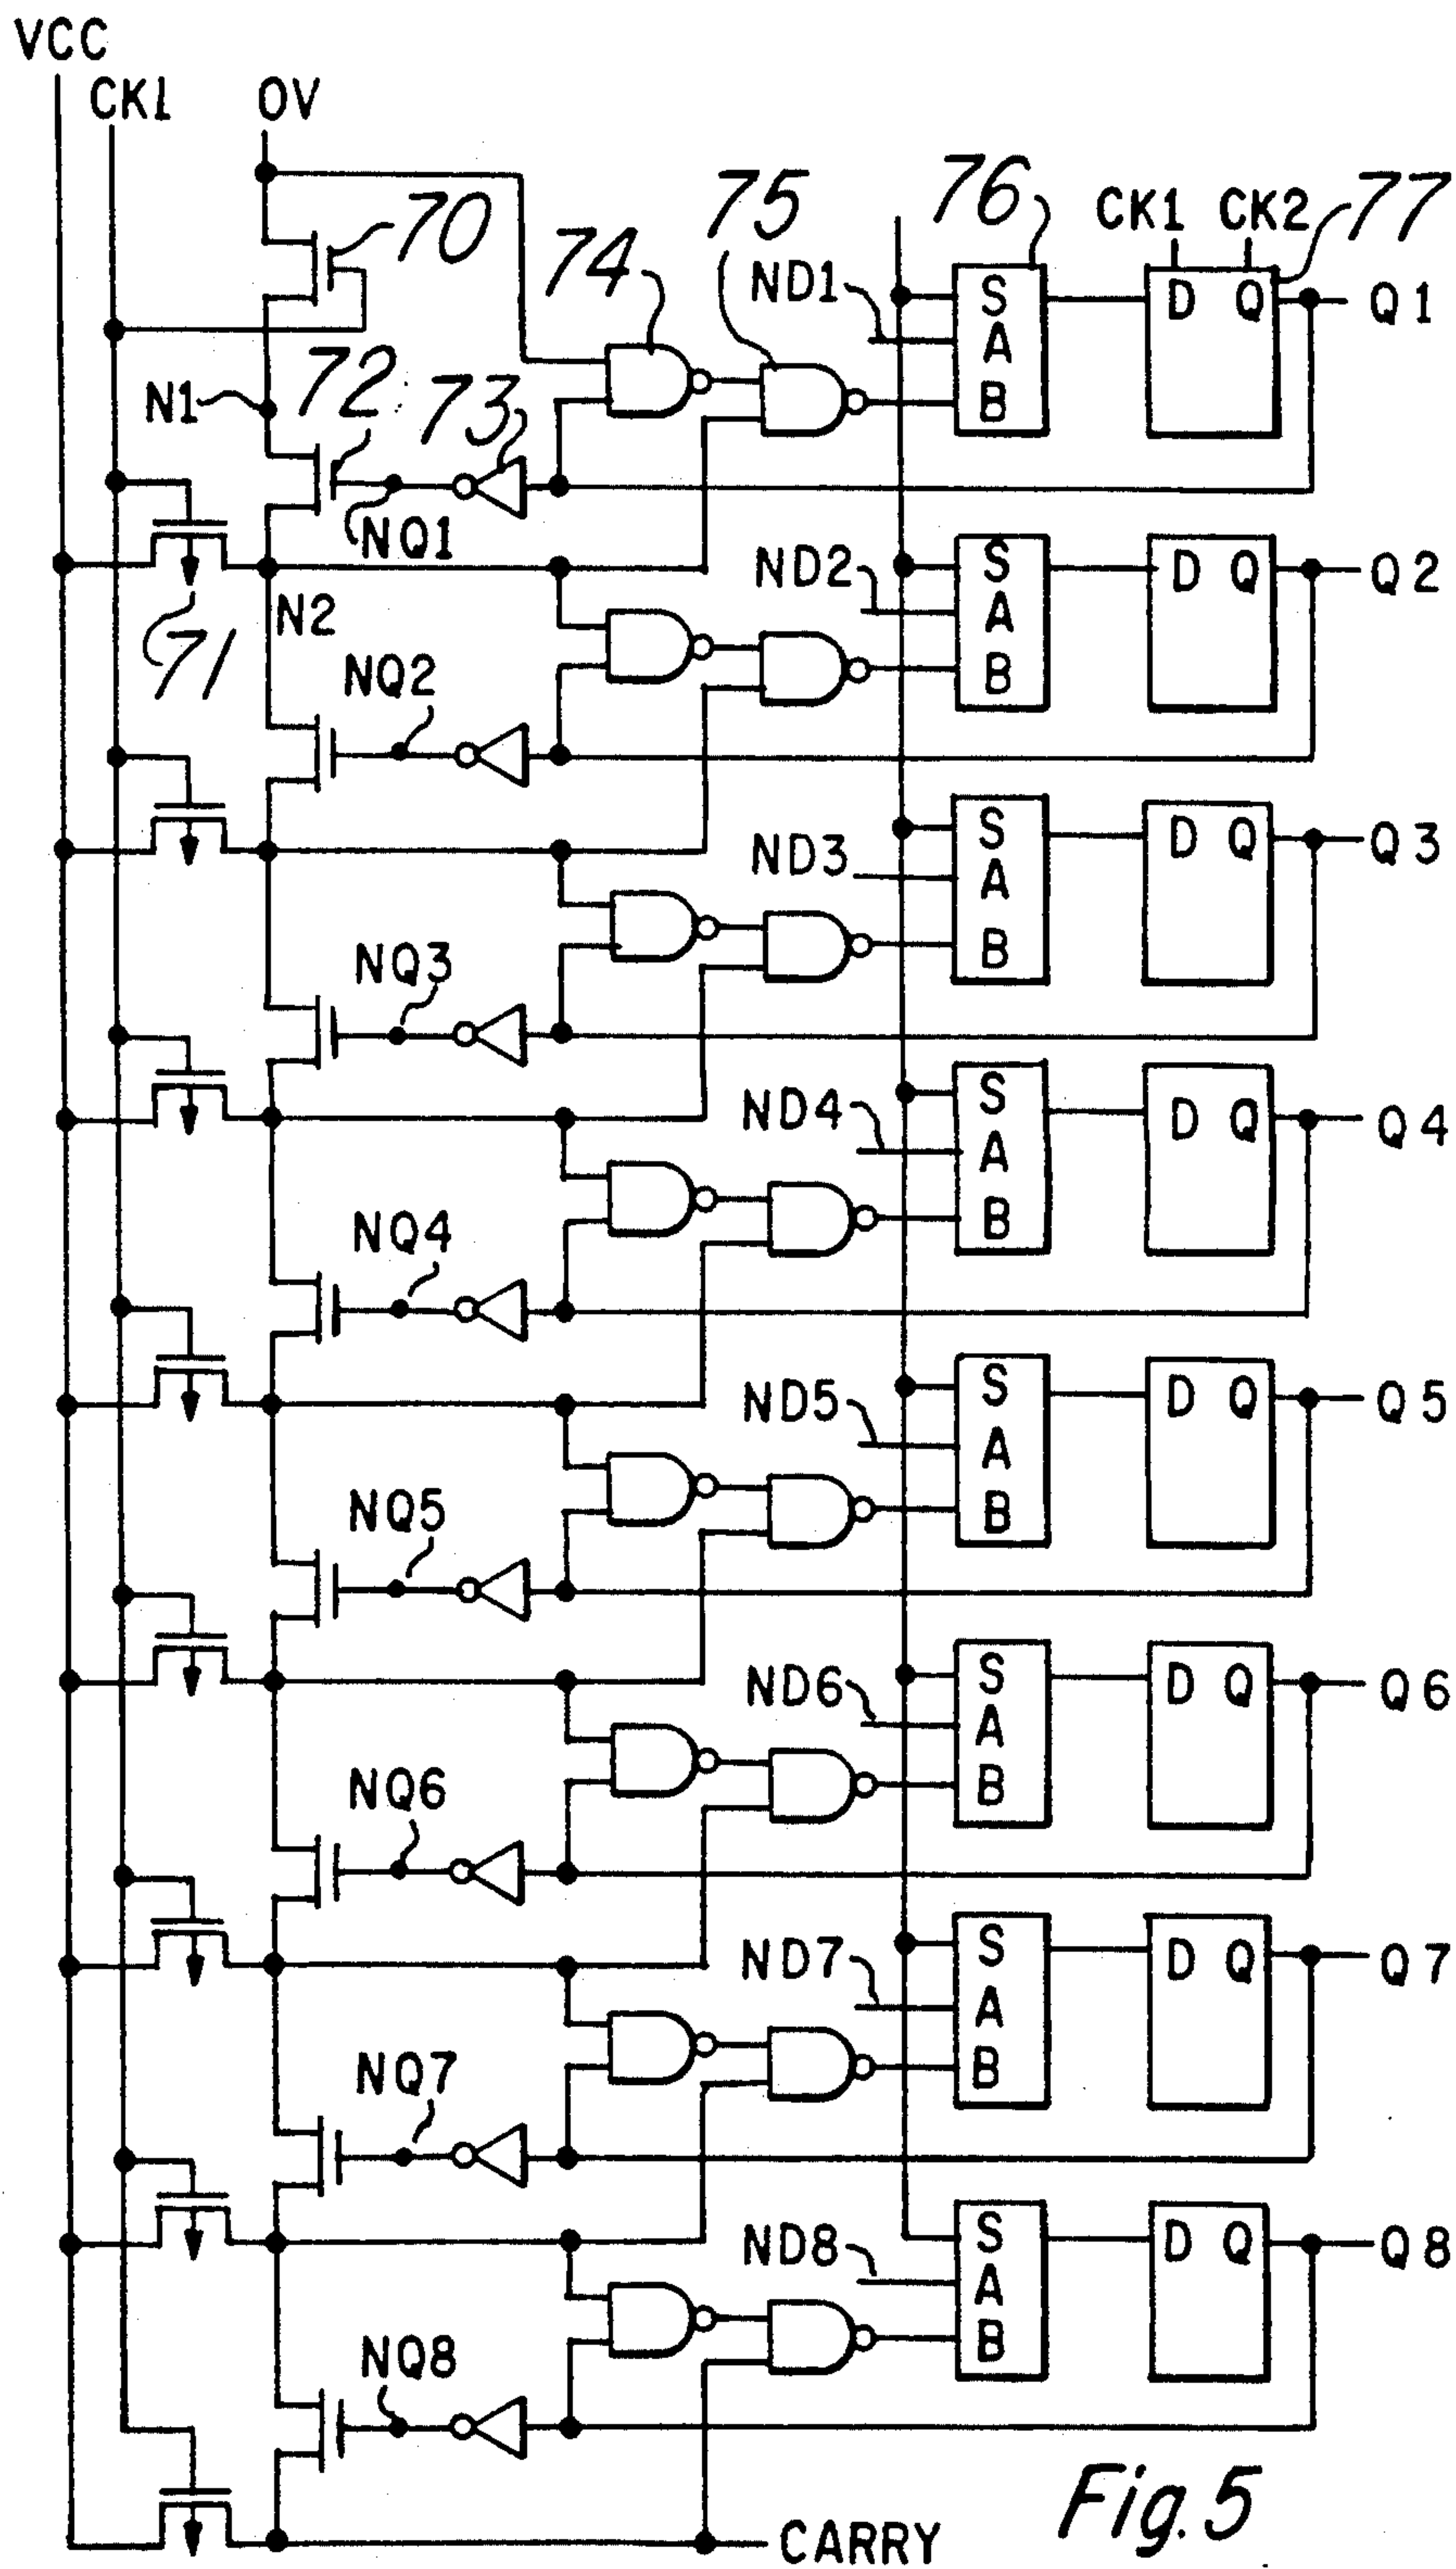 VCC
CK1 0V
70
74
75
76
CK1 CK2
77
ND1
S
A
B
D Q
Q1
N1
72
73
NQ1
71
N2
ND2
S
A
B
D Q
Q2
NQ2
ND3
S
A
B
D Q
Q3
NQ3
ND4
S
A
B
D Q
Q4
NQ4
ND5
S
A
B
D Q
Q5
NQ5
ND6
S
A
B
D Q
Q6
NQ6
ND7
S
A
B
D Q
Q7
NQ7
ND8
S
A
B
D Q
Q8
NQ8
CARRY
Fig. 5